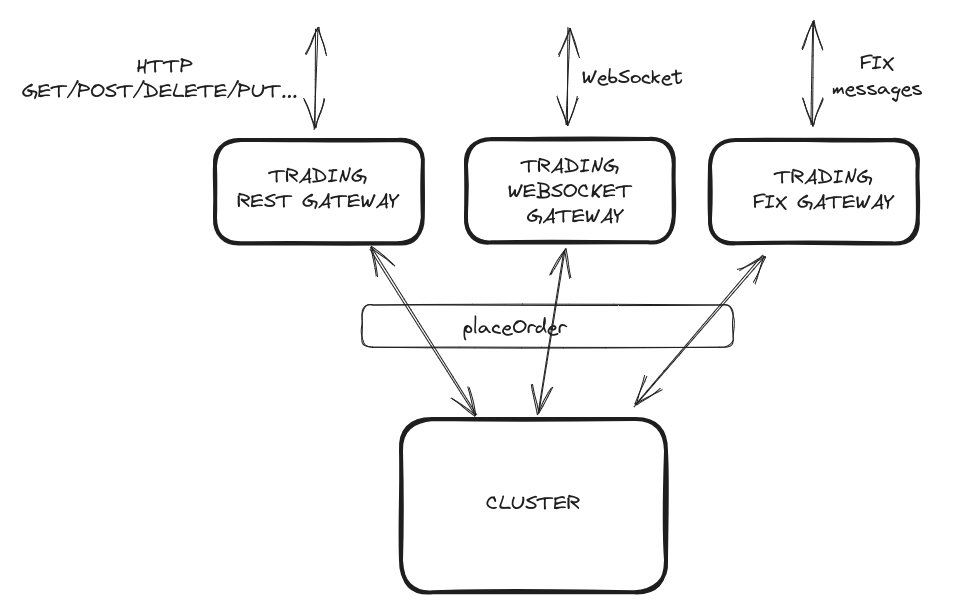 HTTP
GET/POST/DELETE/PUT...
WebSocket
FIX
messages
TRADING
REST GATEWAY
TRADING
WEBSOCKET
GATEWAY
TRADING
FIX GATEWAY
placeOrder
CLUSTER